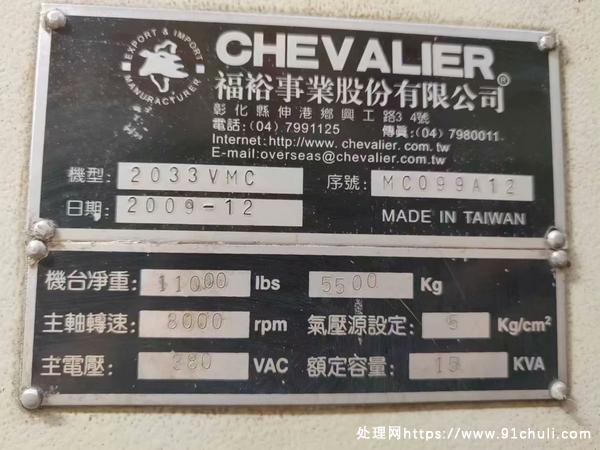 EXPORT & IMPORT
MANUFACTURER
CHEVALIER®
福裕事業股份有限公司
彰化縣伸港鄉興工路34號
電話:(04) 7991125 傳真:(04) 7980011
Internet:http://www.chevalier.com.tw
E-mail:overseas@chevalier.com.tw
機型: 2033VMC 序號: MC099A12
日期: 2009-12 MADE IN TAIWAN
機台淨重: 11000 lbs 5500 Kg
主軸轉速: 8000 rpm 氣壓源設定: 6 Kg/cm²
主電壓: 380 VAC 額定容量: 15 KVA
处理网https://www.91chuli.com/